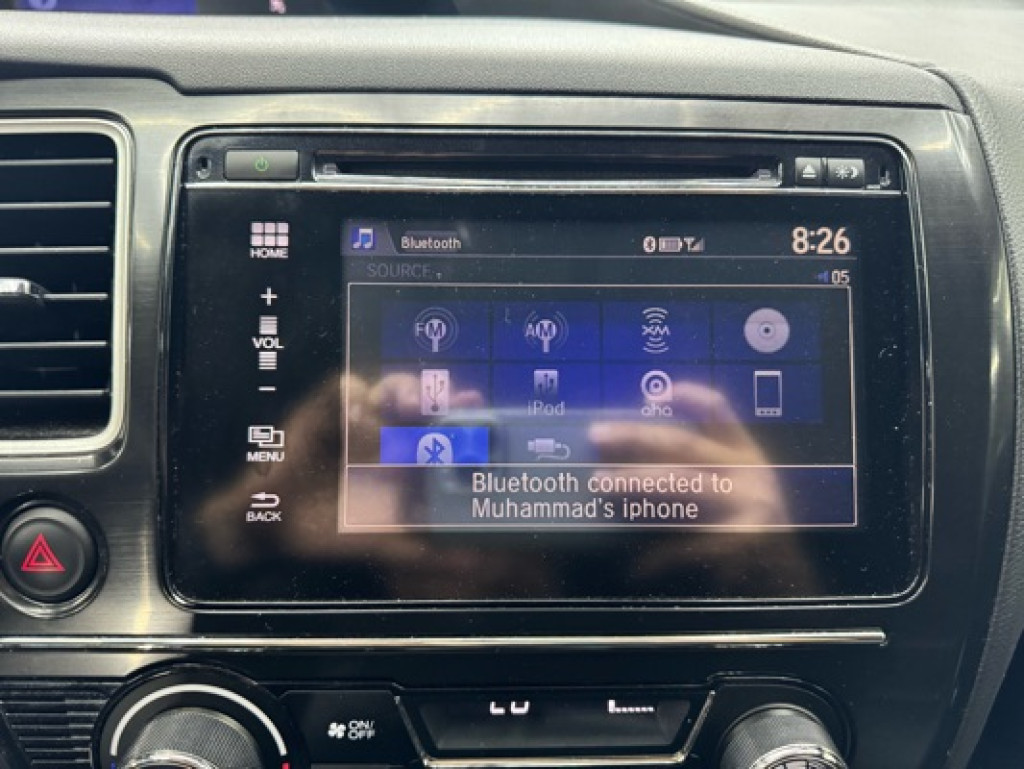 Bluetooth
8:26
HOME
SOURCE
05
FM
AM
XM
VOL
iPod
aha
MENU
Bluetooth connected to
Muhammad's iphone
BACK
ON/
OFF
LO